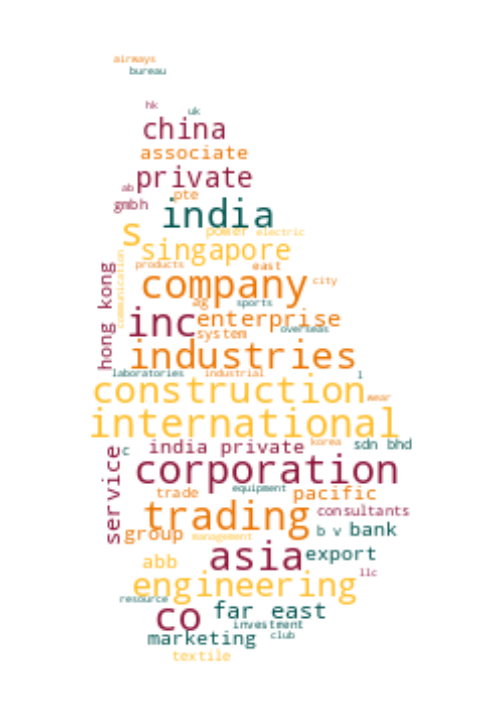 airways
bureau
hk
uk
china
associate
private
ab
pte
gmbh
india
s
power
electric
singapore
communication
products
east
hong kong
company
city
ag
sports
inc
enterprise
overseas
system
industries
laboratories
industrial
l
construction
wear
international
india private
korea
sdn bhd
c
service
corporation
trade
equipment
pacific
trading
consultants
b v
bank
group
management
asia
export
abb
llc
engineering
resource
co
far east
investment
marketing
club
textile